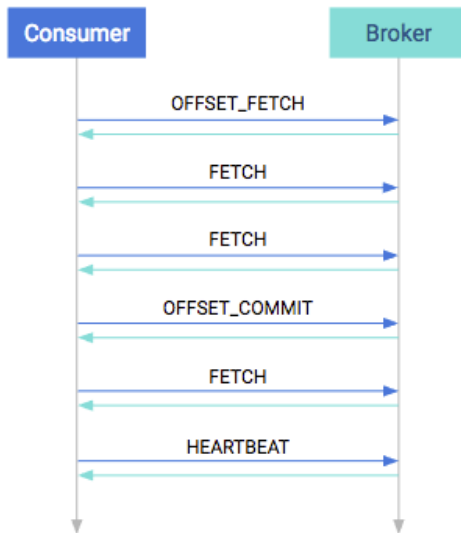 Consumer
Broker
OFFSET_FETCH
FETCH
FETCH
OFFSET_COMMIT
FETCH
HEARTBEAT